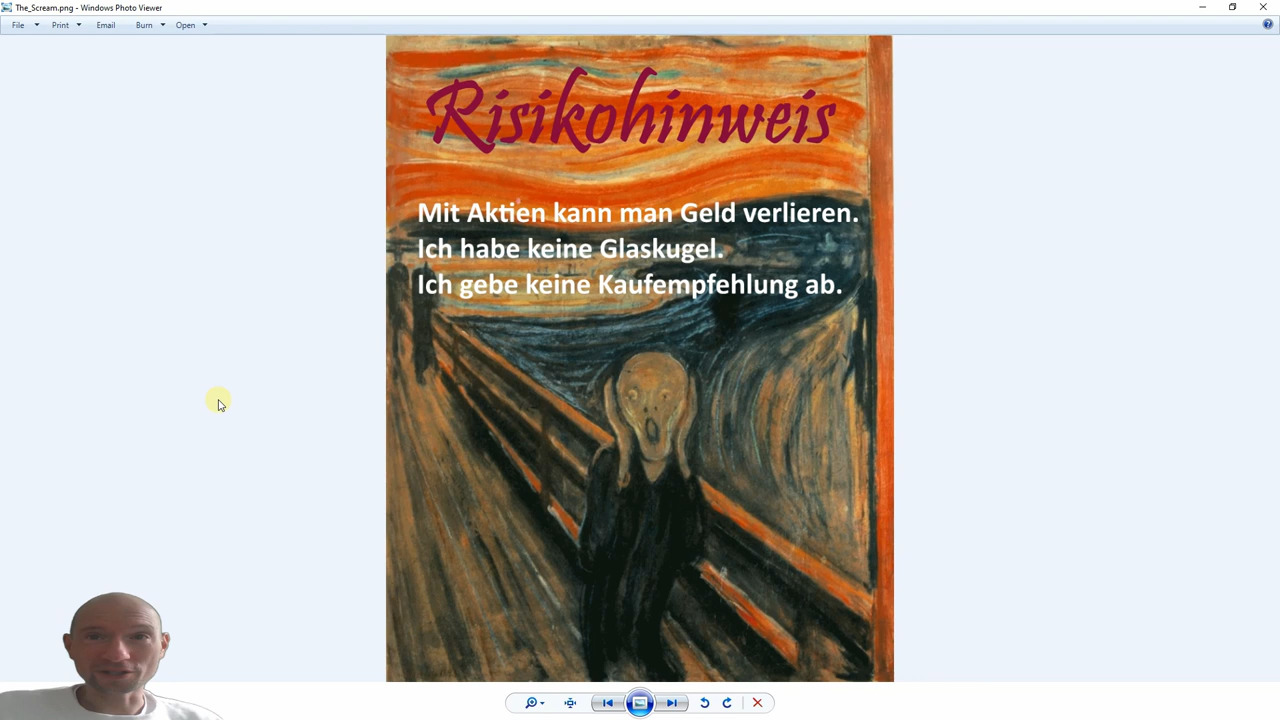 The_Scream.png - Windows Photo Viewer
File Print Email Burn Open
Risikohinweis
Mit Aktien kann man Geld verlieren.
Ich habe keine Glaskugel.
Ich gebe keine Kaufempfehlung ab.